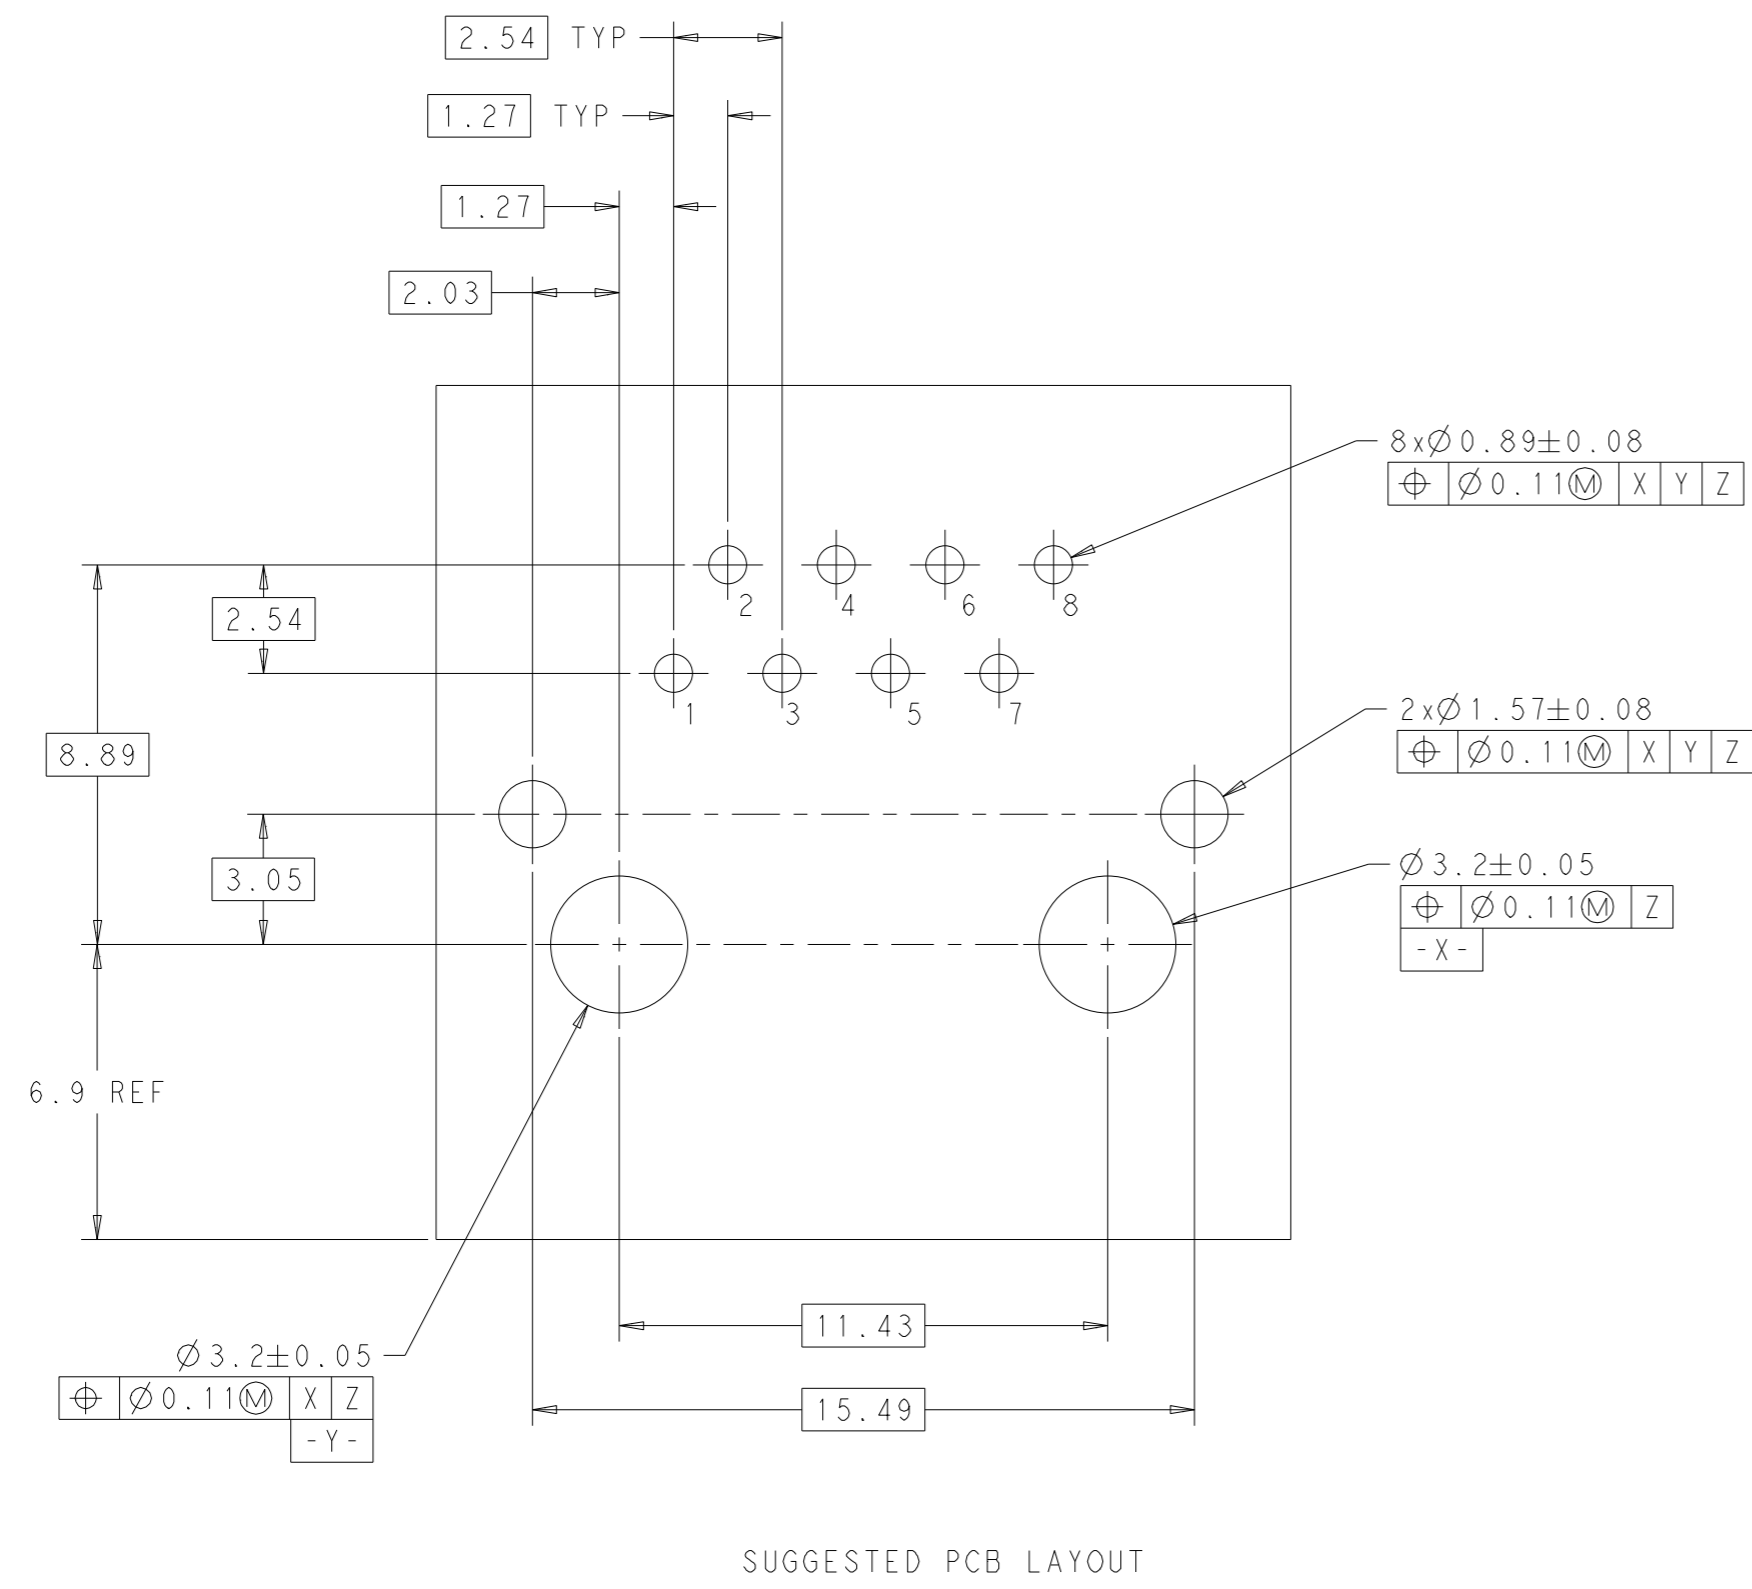 2.54 TYP
1.27 TYP
1.27
2.03
8x⌀0.89±0.08
⌖ ⌀0.11Ⓜ X Y Z
2 4 6 8
2.54
1 3 5 7
2x⌀1.57±0.08
⌖ ⌀0.11Ⓜ X Y Z
8.89
3.05
⌀3.2±0.05
⌖ ⌀0.11Ⓜ Z
-X-
6.9 REF
11.43
⌀3.2±0.05
⌖ ⌀0.11Ⓜ X Z
-Y-
15.49
SUGGESTED PCB LAYOUT